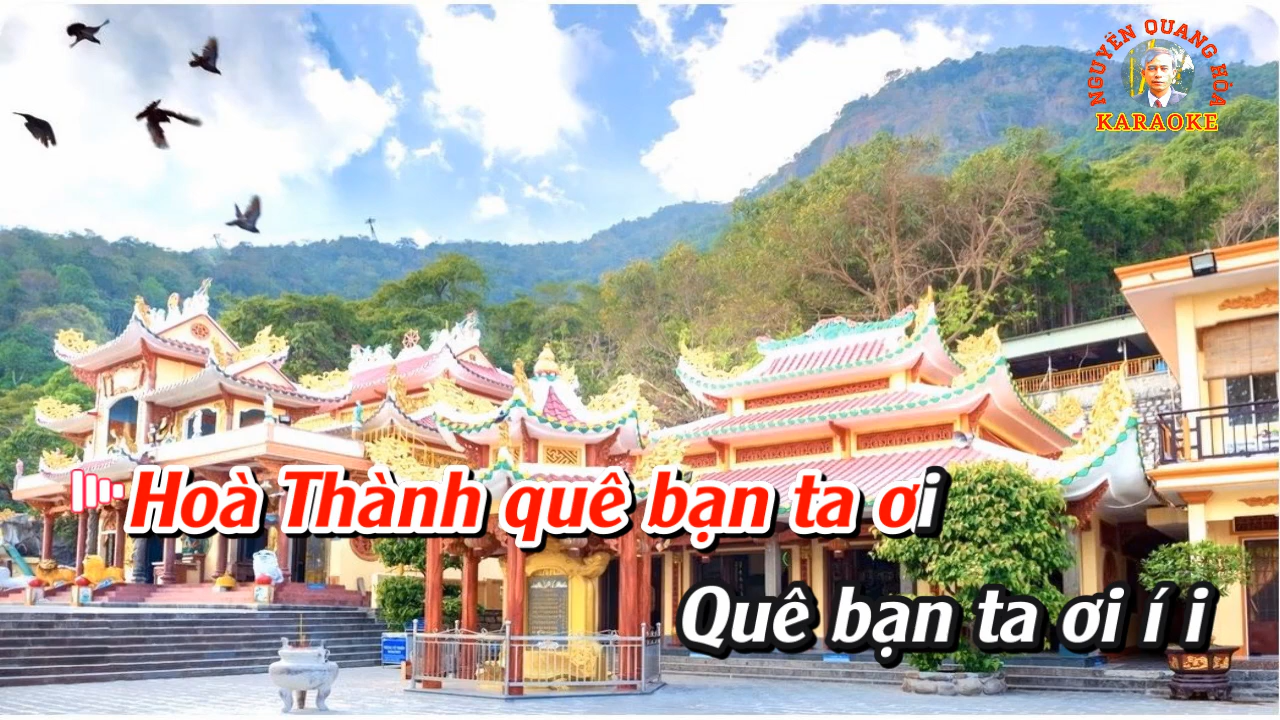 NGUYỄN QUANG HÒA
KARAOKE
Hoà Thành quê bạn ta ơi
Quê bạn ta ơi í i